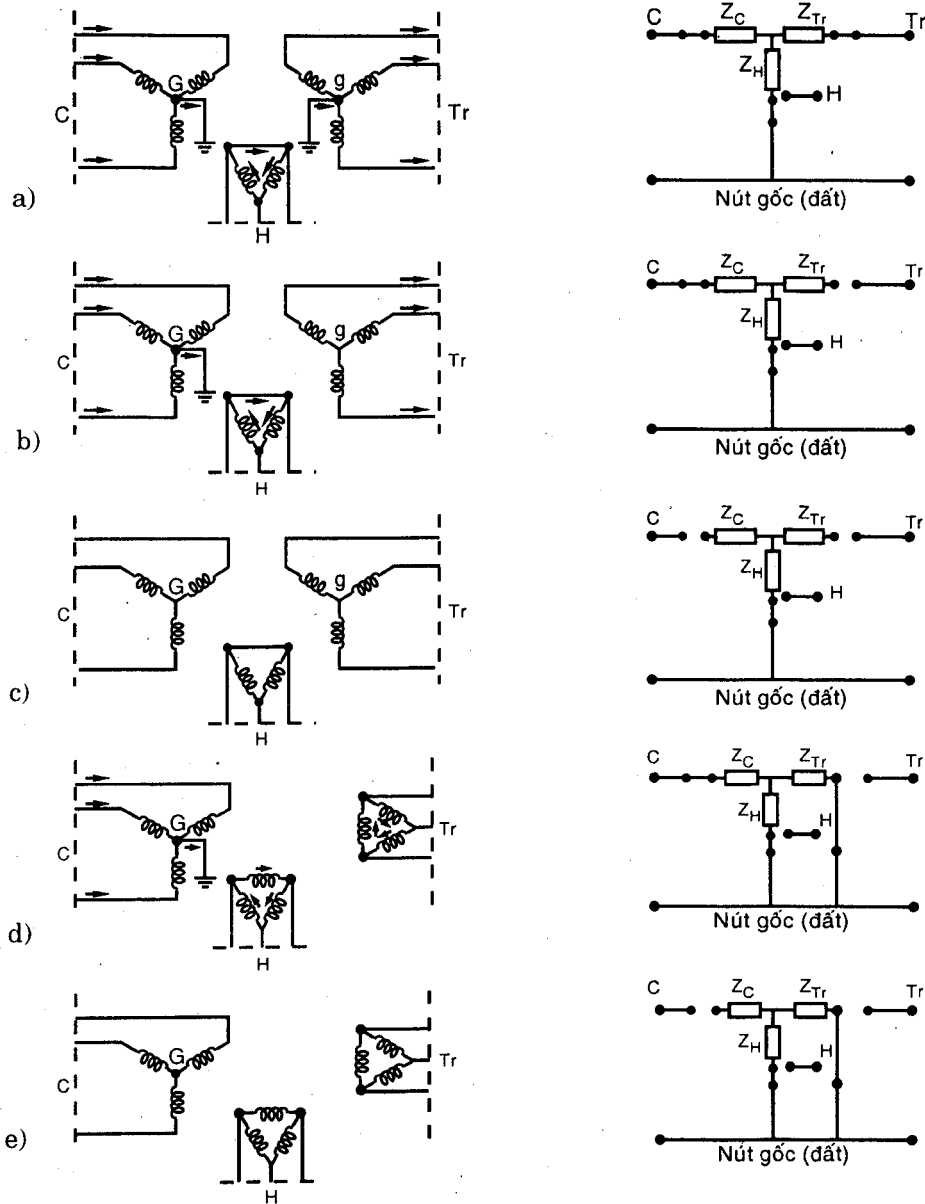 C
G
g
Tr
H
a)
C
Z_C
Z_Tr
Tr
Z_H
H
Nút gốc (đất)
C
G
g
Tr
H
b)
C
Z_C
Z_Tr
Tr
Z_H
H
Nút gốc (đất)
C
G
g
Tr
H
c)
C
Z_C
Z_Tr
Tr
Z_H
H
Nút gốc (đất)
C
G
Tr
H
d)
C
Z_C
Z_Tr
Tr
Z_H
H
Nút gốc (đất)
C
G
Tr
H
e)
C
Z_C
Z_Tr
Tr
Z_H
H
Nút gốc (đất)